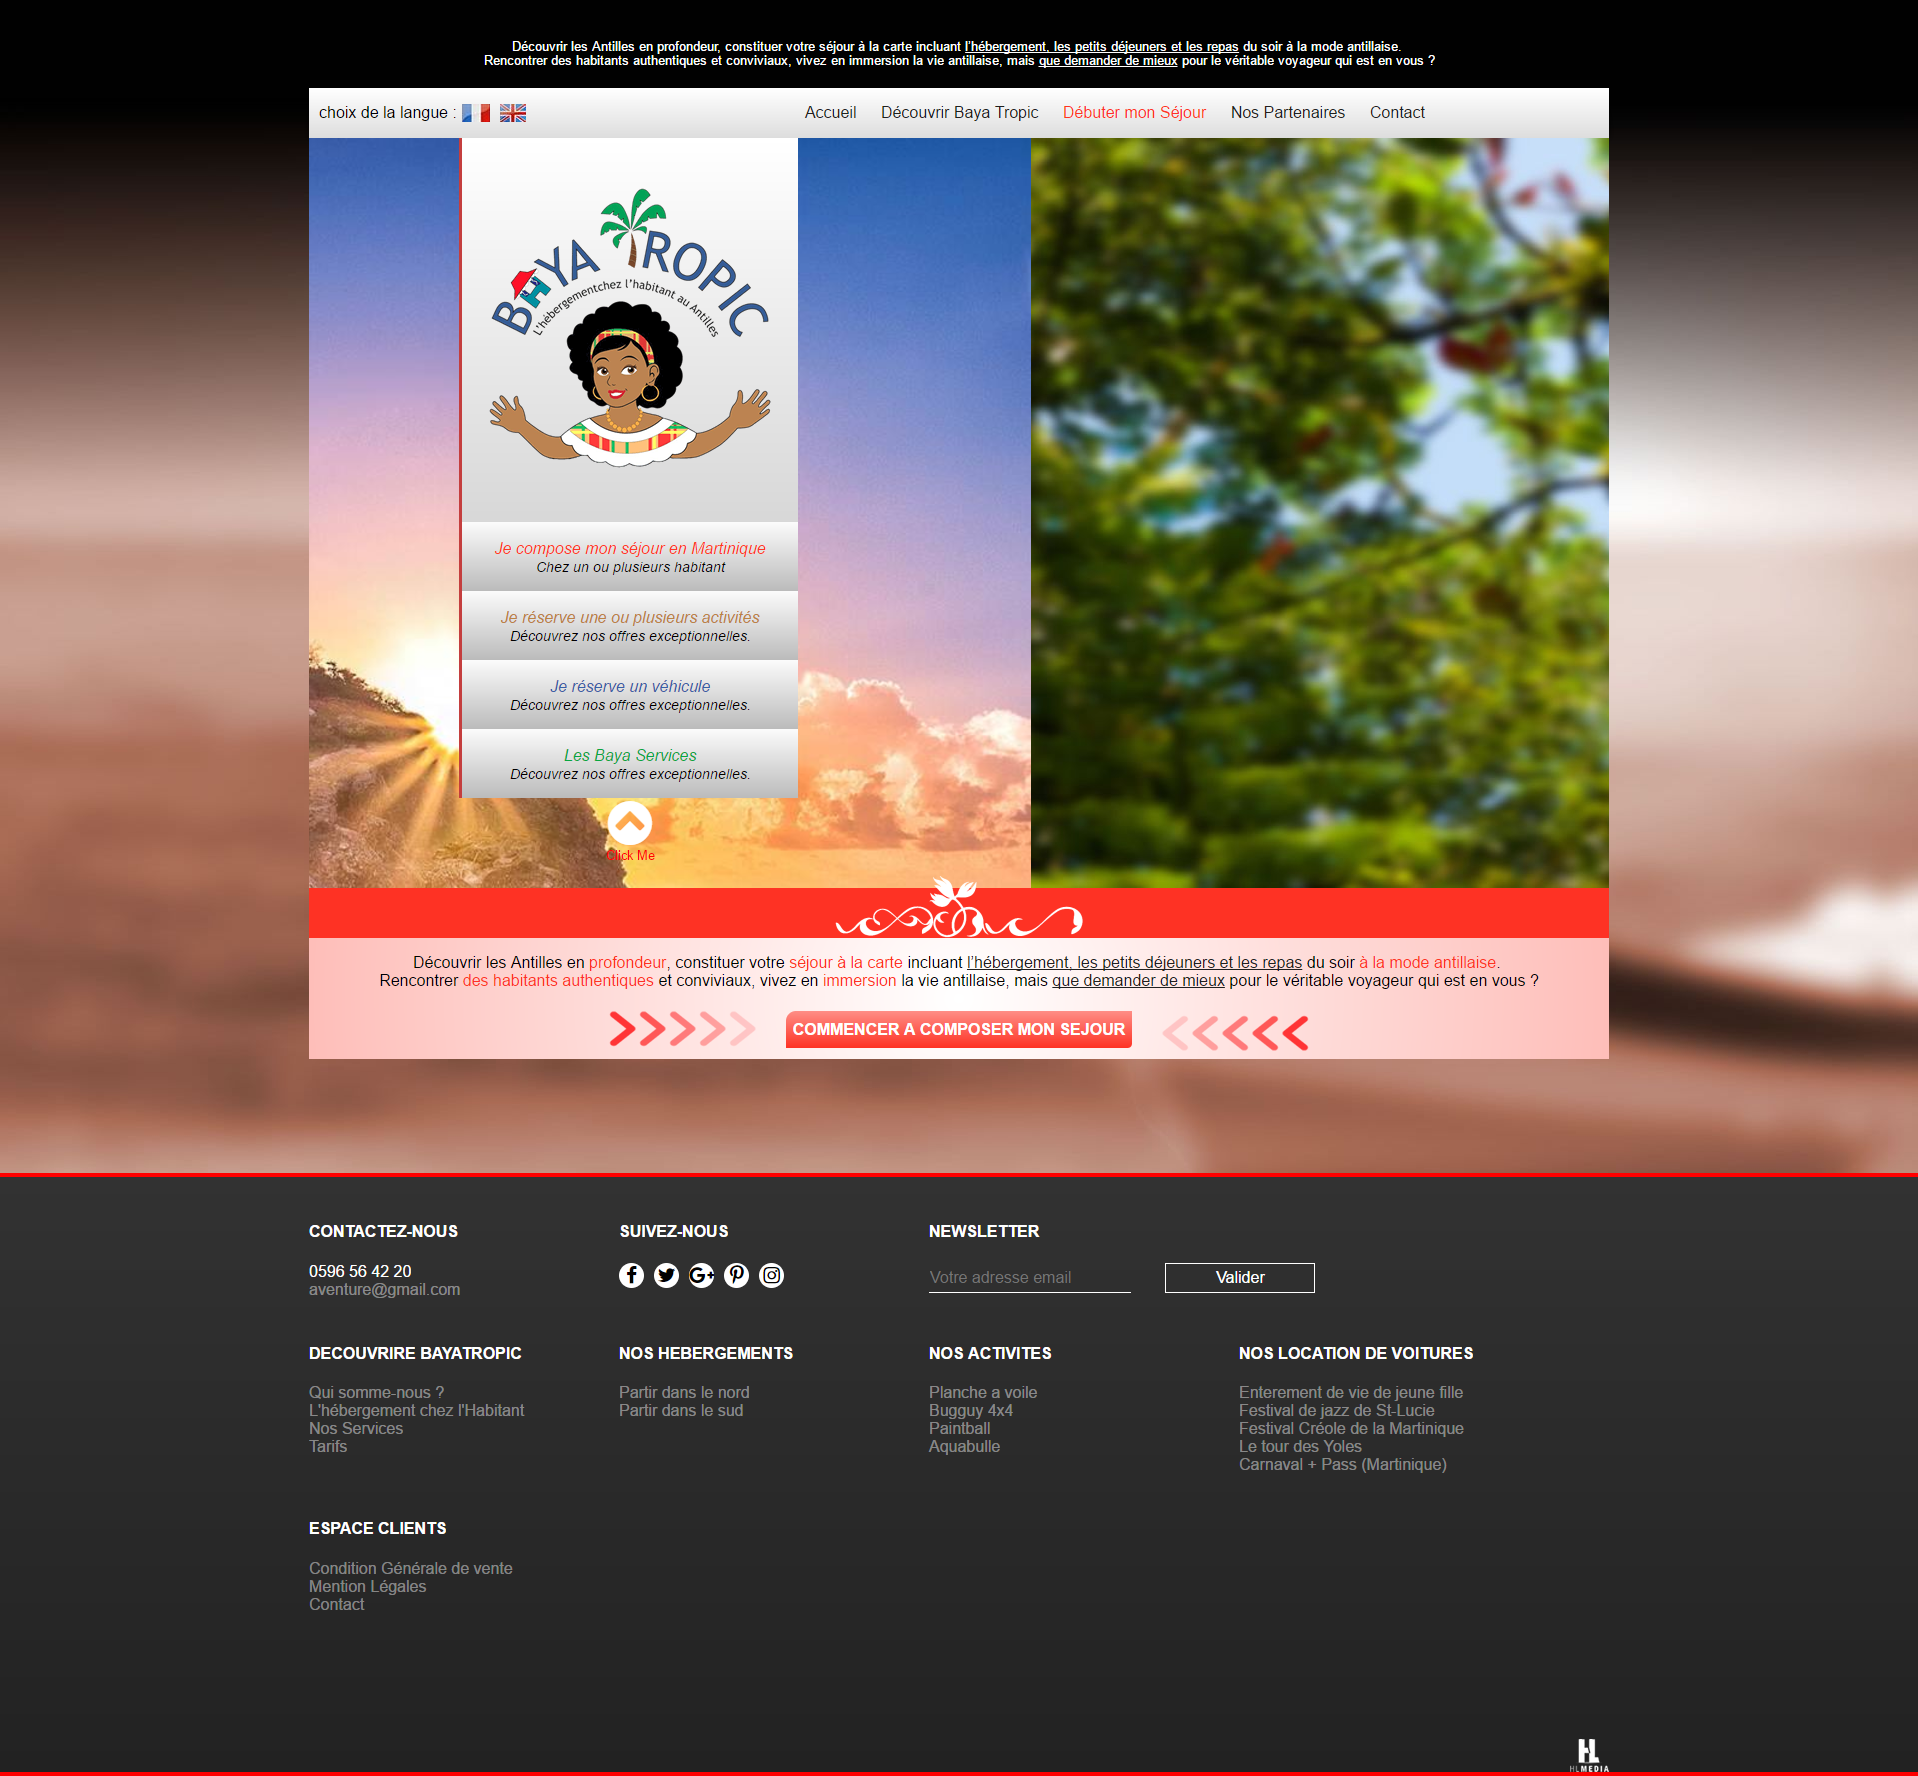 Découvrir les Antilles en profondeur, constituer votre séjour à la carte incluant l'hébergement, les petits déjeuners et les repas du soir à la mode antillaise.
Rencontrer des habitants authentiques et conviviaux, vivez en immersion la vie antillaise, mais que demander de mieux pour le véritable voyageur qui est en vous ?
choix de la langue :
Accueil
Découvrir Baya Tropic
Débuter mon Séjour
Nos Partenaires
Contact
BAYA TROPIC
L'hébergementchez l'habitant au Antilles
Je compose mon séjour en Martinique
Chez un ou plusieurs habitant
Je réserve une ou plusieurs activités
Découvrez nos offres exceptionnelles.
Je réserve un véhicule
Découvrez nos offres exceptionnelles.
Les Baya Services
Découvrez nos offres exceptionnelles.
Click Me
Découvrir les Antilles en profondeur, constituer votre séjour à la carte incluant l'hébergement, les petits déjeuners et les repas du soir à la mode antillaise.
Rencontrer des habitants authentiques et conviviaux, vivez en immersion la vie antillaise, mais que demander de mieux pour le véritable voyageur qui est en vous ?
COMMENCER A COMPOSER MON SEJOUR
CONTACTEZ-NOUS
0596 56 42 20
aventure@gmail.com
SUIVEZ-NOUS
NEWSLETTER
Votre adresse email
Valider
DECOUVRIRE BAYATROPIC
Qui somme-nous ?
L'hébergement chez l'Habitant
Nos Services
Tarifs
NOS HEBERGEMENTS
Partir dans le nord
Partir dans le sud
NOS ACTIVITES
Planche a voile
Bugguy 4x4
Paintball
Aquabulle
NOS LOCATION DE VOITURES
Enterement de vie de jeune fille
Festival de jazz de St-Lucie
Festival Créole de la Martinique
Le tour des Yoles
Carnaval + Pass (Martinique)
ESPACE CLIENTS
Condition Générale de vente
Mention Légales
Contact
HL
HLMEDIA